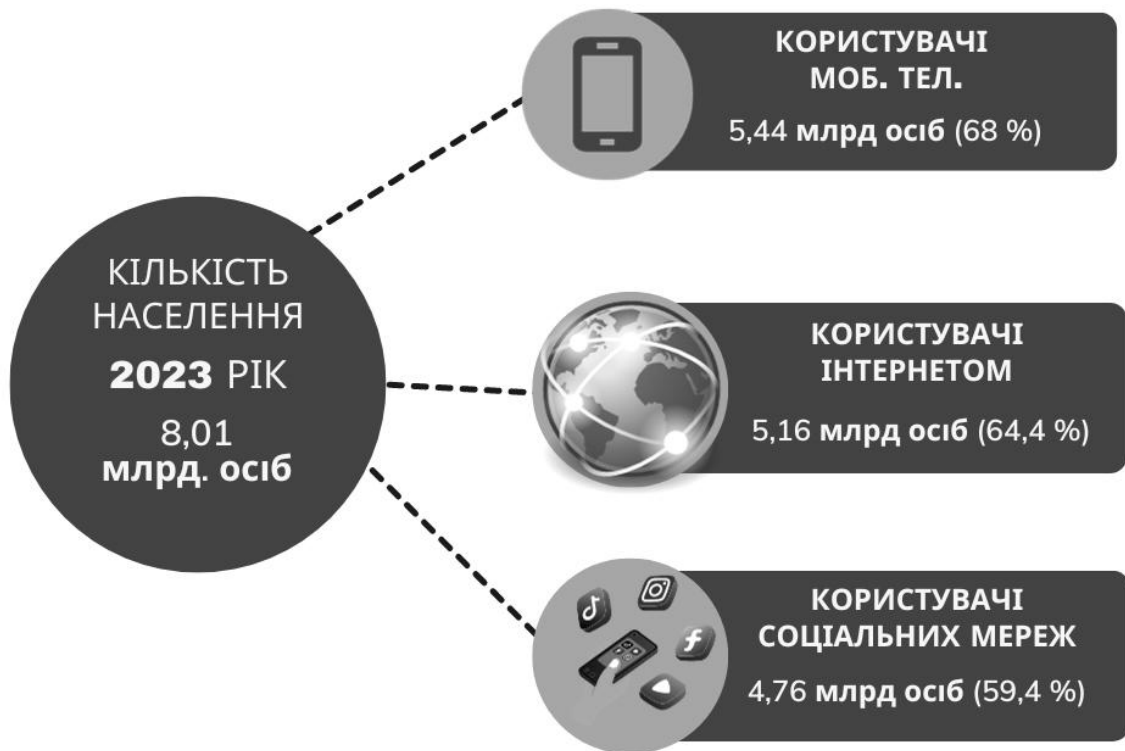 КІЛЬКІСТЬ
НАСЕЛЕННЯ
2023 РІК
8,01
млрд. осіб
КОРИСТУВАЧІ
МОБ. ТЕЛ.
5,44 млрд осіб (68 %)
КОРИСТУВАЧІ
ІНТЕРНЕТОМ
5,16 млрд осіб (64,4 %)
КОРИСТУВАЧІ
СОЦІАЛЬНИХ МЕРЕЖ
4,76 млрд осіб (59,4 %)